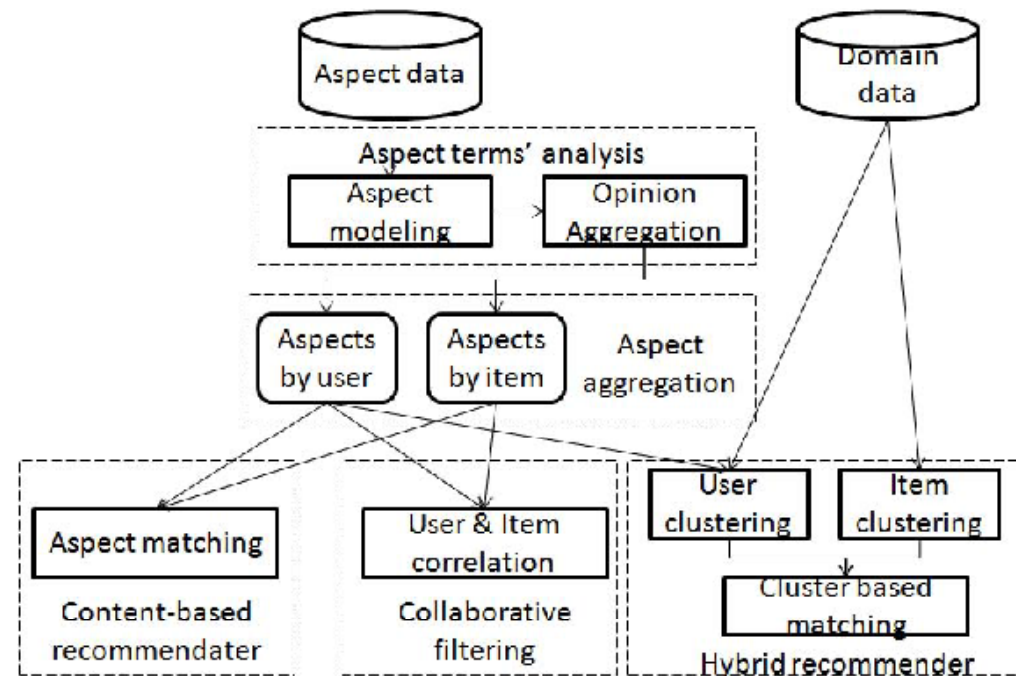 Aspect data
Domain
data
Aspect terms’ analysis
Aspect
modeling
Opinion
Aggregation
Aspects
by user
Aspects
by item
Aspect
aggregation
Aspect matching
Content-based
recommendater
User & Item
correlation
Collaborative
filtering
User
clustering
Item
clustering
Cluster based
matching
Hybrid recommender